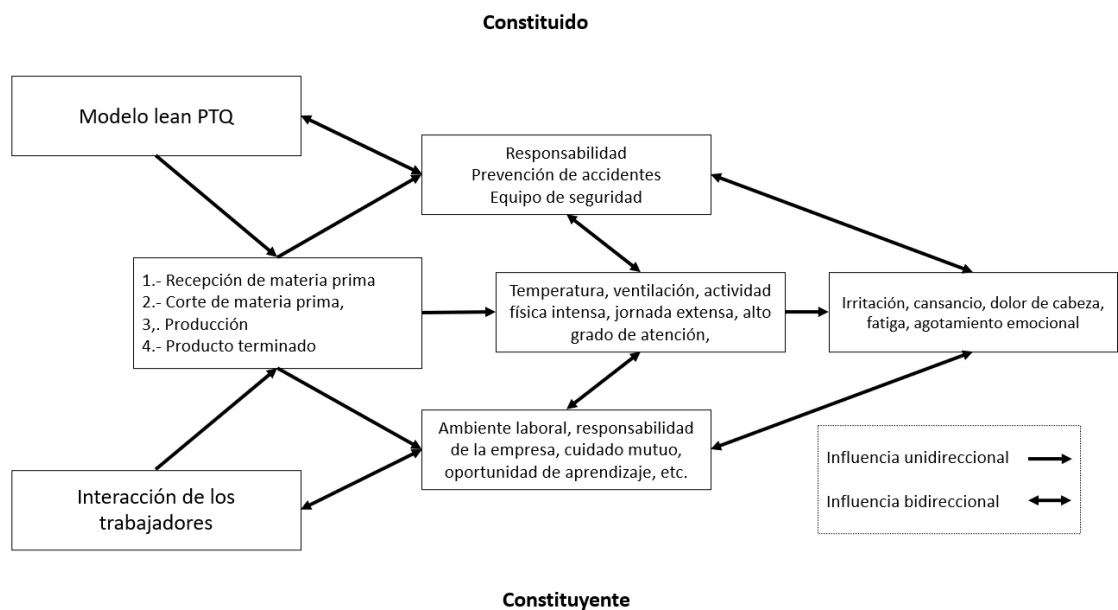 Constituido
Modelo lean PTQ
Responsabilidad
Prevención de accidentes
Equipo de seguridad
1.- Recepción de materia prima
2.- Corte de materia prima,
3,. Producción
4.- Producto terminado
Temperatura, ventilación, actividad
física intensa, jornada extensa, alto
grado de atención,
Irritación, cansancio, dolor de cabeza,
fatiga, agotamiento emocional
Ambiente laboral, responsabilidad
de la empresa, cuidado mutuo,
oportunidad de aprendizaje, etc.
Interacción de los
trabajadores
Influencia unidireccional
Influencia bidireccional
Constituyente